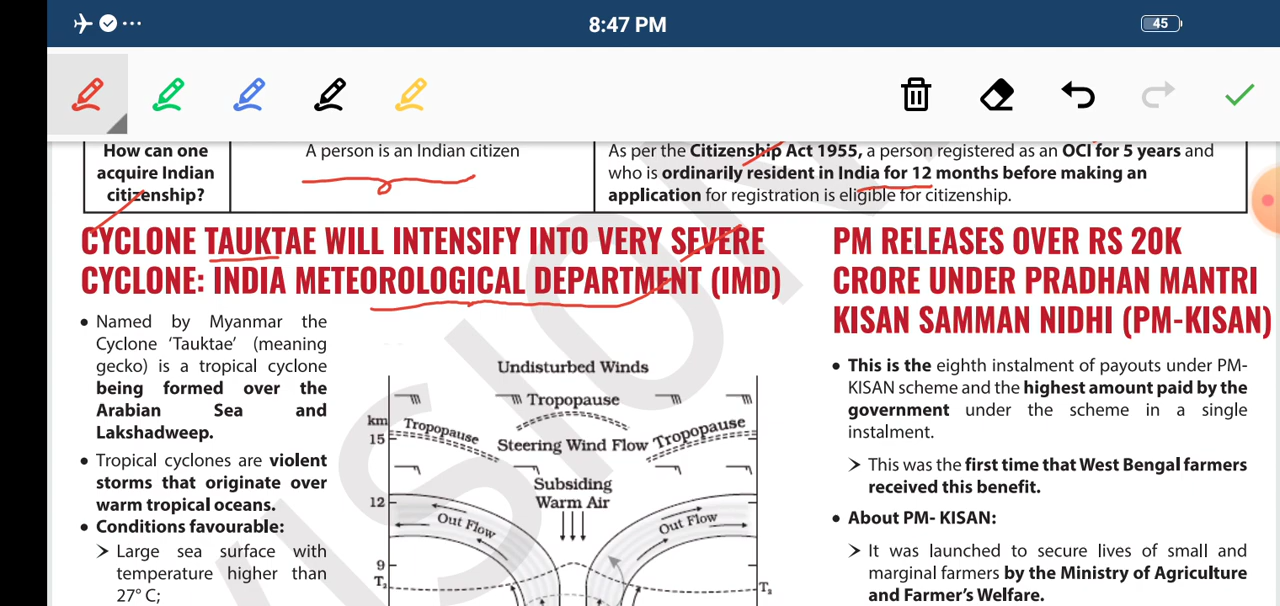 8:47 PM
45
How can one
acquire Indian
citizenship?
A person is an Indian citizen
As per the Citizenship Act 1955, a person registered as an OCI for 5 years and
who is ordinarily resident in India for 12 months before making an
application for registration is eligible for citizenship.
CYCLONE TAUKTAE WILL INTENSIFY INTO VERY SEVERE
CYCLONE: INDIA METEOROLOGICAL DEPARTMENT (IMD)
• Named by Myanmar the
Cyclone ‘Tauktae’ (meaning
gecko) is a tropical cyclone
being formed over the
Arabian Sea and
Lakshadweep.
• Tropical cyclones are violent
storms that originate over
warm tropical oceans.
• Conditions favourable:
➢ Large sea surface with
temperature higher than
27° C;
Undisturbed Winds
Tropopause
km
15
Tropopause
Steering Wind Flow
Tropopause
Subsiding
Warm Air
12
Out Flow
Out Flow
9
T₂
T₂
PM RELEASES OVER RS 20K
CRORE UNDER PRADHAN MANTRI
KISAN SAMMAN NIDHI (PM-KISAN)
• This is the eighth instalment of payouts under PM-
KISAN scheme and the highest amount paid by the
government under the scheme in a single
instalment.
➢ This was the first time that West Bengal farmers
received this benefit.
• About PM- KISAN:
➢ It was launched to secure lives of small and
marginal farmers by the Ministry of Agriculture
and Farmer’s Welfare.
VISION